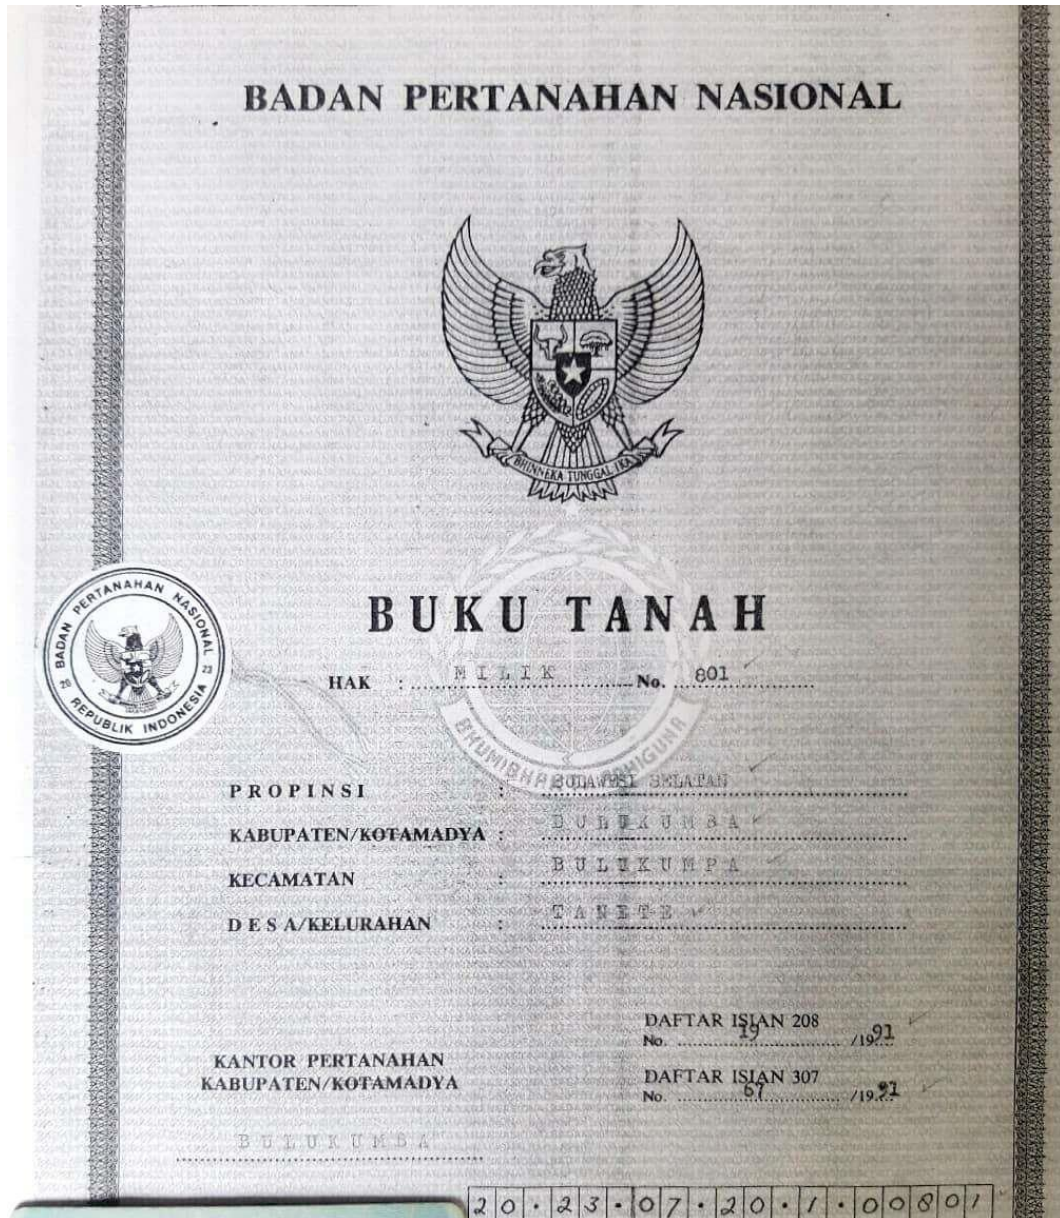 BADAN PERTANAHAN NASIONAL
BHINNEKA TUNGGAL IKA
BADAN PERTANAHAN NASIONAL
REPUBLIK INDONESIA
BUKU TANAH
HAK : MILIK No. 801
BHUMIBHAKTI ADHIGUNA
PROPINSI : SULAWESI SELATAN
KABUPATEN/KOTAMADYA : BULUKUMBA
KECAMATAN : BULUKUMPA
DESA/KELURAHAN : TANETE
DAFTAR ISIAN 208
No. 19 /1991
KANTOR PERTANAHAN
KABUPATEN/KOTAMADYA
DAFTAR ISIAN 307
No. 67 /1991
BULUKUMBA
20.23.07.20.1.00801